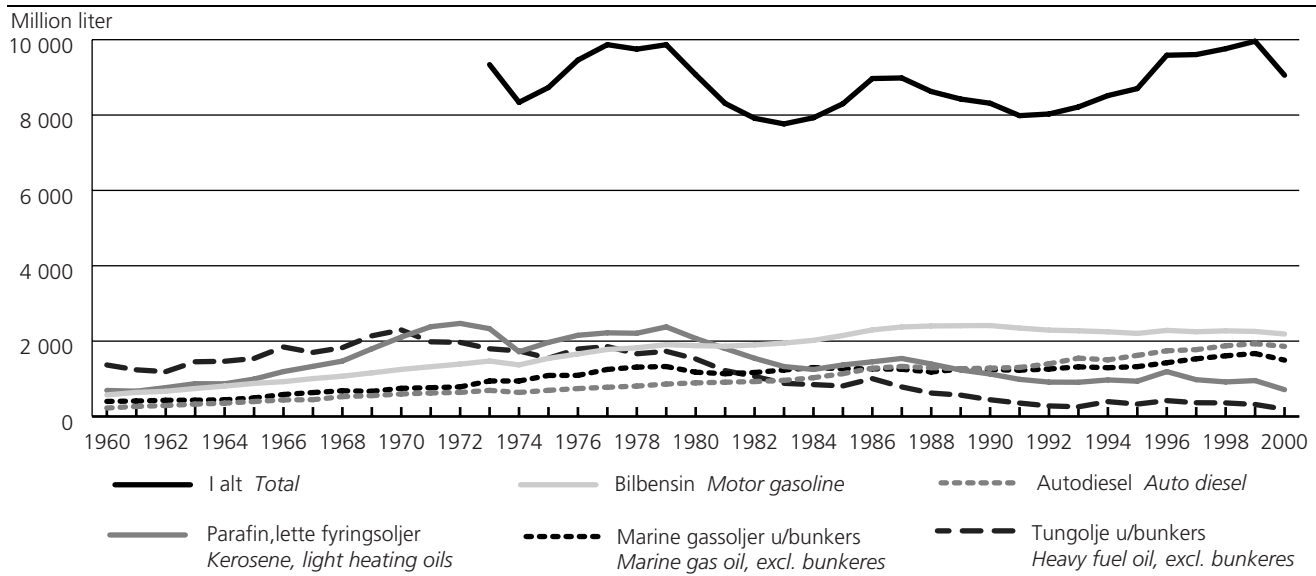 Million liter
10 000
8 000
6 000
4 000
2 000
0
1960 1962 1964 1966 1968 1970 1972 1974 1976 1978 1980 1982 1984 1986 1988 1990 1992 1994 1996 1998 2000
I alt Total
Bilbensin Motor gasoline
Autodiesel Auto diesel
Parafin,lette fyringsoljer
Kerosene, light heating oils
Marine gassoljer u/bunkers
Marine gas oil, excl. bunkeres
Tungolje u/bunkers
Heavy fuel oil, excl. bunkeres